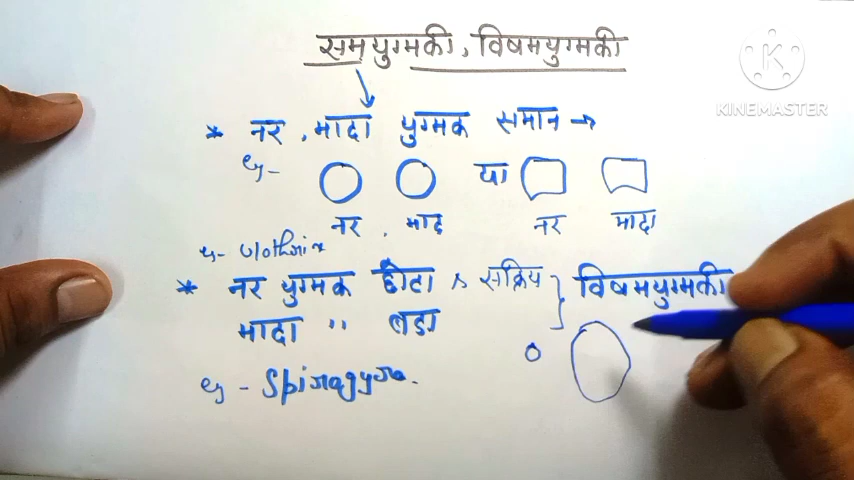 समयुग्मकी, विषमयुग्मकी
K
KINEMASTER
* नर, मादा युग्मक समान →
eg - या
नर, माद नर मादा
eg - Ulothrix
* नर युग्मक छोटा & सक्रिय } विषमयुग्मकी
मादा " बडा
eg - Spirogyra.